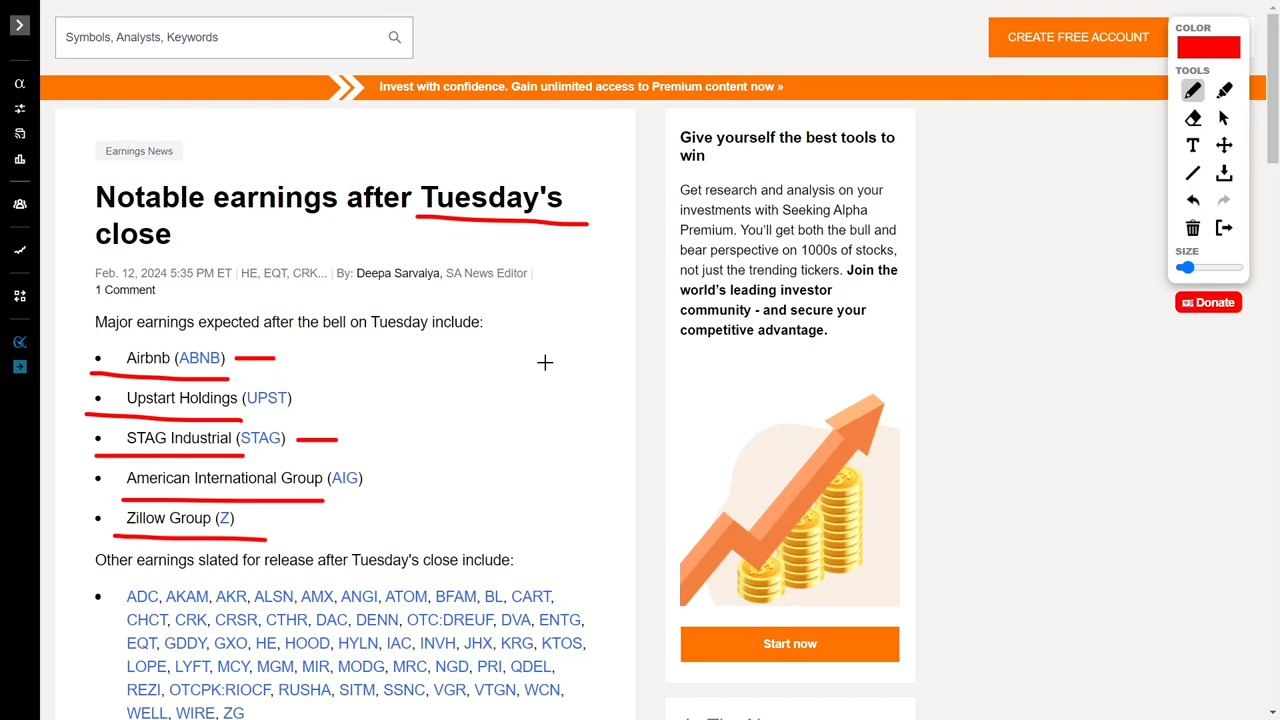 Symbols, Analysts, Keywords
CREATE FREE ACCOUNT
Invest with confidence. Gain unlimited access to Premium content now »
Earnings News
Notable earnings after Tuesday's
close
Feb. 12, 2024 5:35 PM ET | HE, EQT, CRK... | By: Deepa Sarvaiya, SA News Editor |
1 Comment
Major earnings expected after the bell on Tuesday include:
• Airbnb (ABNB)
• Upstart Holdings (UPST)
• STAG Industrial (STAG)
• American International Group (AIG)
• Zillow Group (Z)
Other earnings slated for release after Tuesday's close include:
• ADC, AKAM, AKR, ALSN, AMX, ANGI, ATOM, BFAM, BL, CART,
CHCT, CRK, CRSR, CTHR, DAC, DENN, OTC:DREUF, DVA, ENTG,
EQT, GDDY, GXO, HE, HOOD, HYLN, IAC, INVH, JHX, KRG, KTOS,
LOPE, LYFT, MCY, MGM, MIR, MODG, MRC, NGD, PRI, QDEL,
REZI, OTCPK:RIOCF, RUSHA, SITM, SSNC, VGR, VTGN, WCN,
WELL, WIRE, ZG
Give yourself the best tools to
win
Get research and analysis on your
investments with Seeking Alpha
Premium. You'll get both the bull and
bear perspective on 1000s of stocks,
not just the trending tickers. Join the
world's leading investor
community - and secure your
competitive advantage.
Start now
COLOR
TOOLS
T
SIZE
Donate